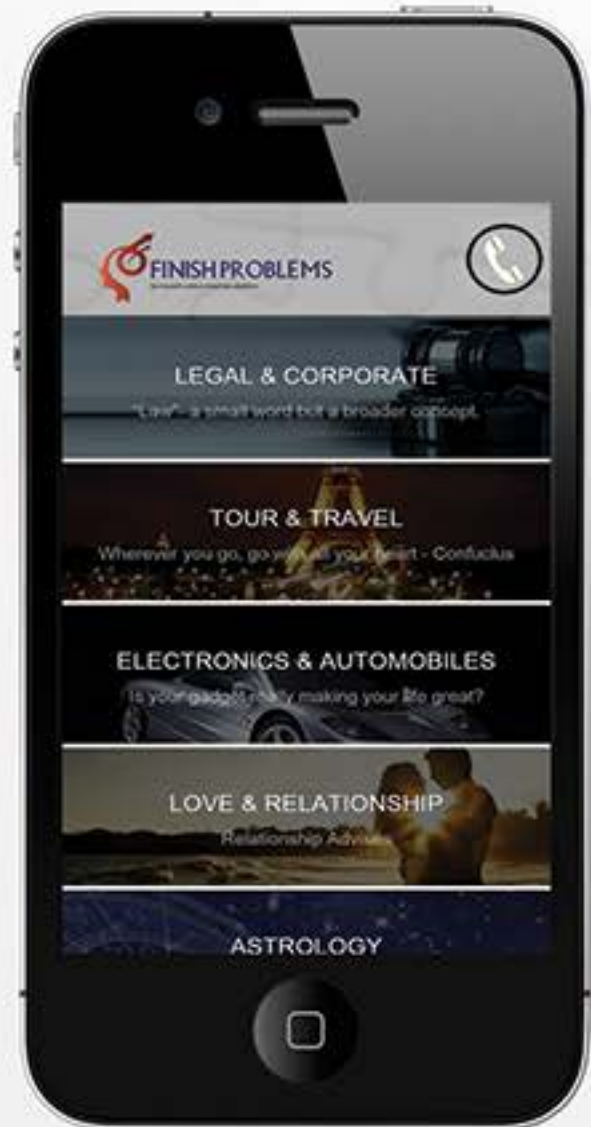 FINISH PROBLEMS
LEGAL & CORPORATE
"Law"- a small word but a broader concept.
TOUR & TRAVEL
Wherever you go, go with all your heart - Confucius
ELECTRONICS & AUTOMOBILES
Is your gadget really making your life great?
LOVE & RELATIONSHIP
Relationship
ASTROLOGY